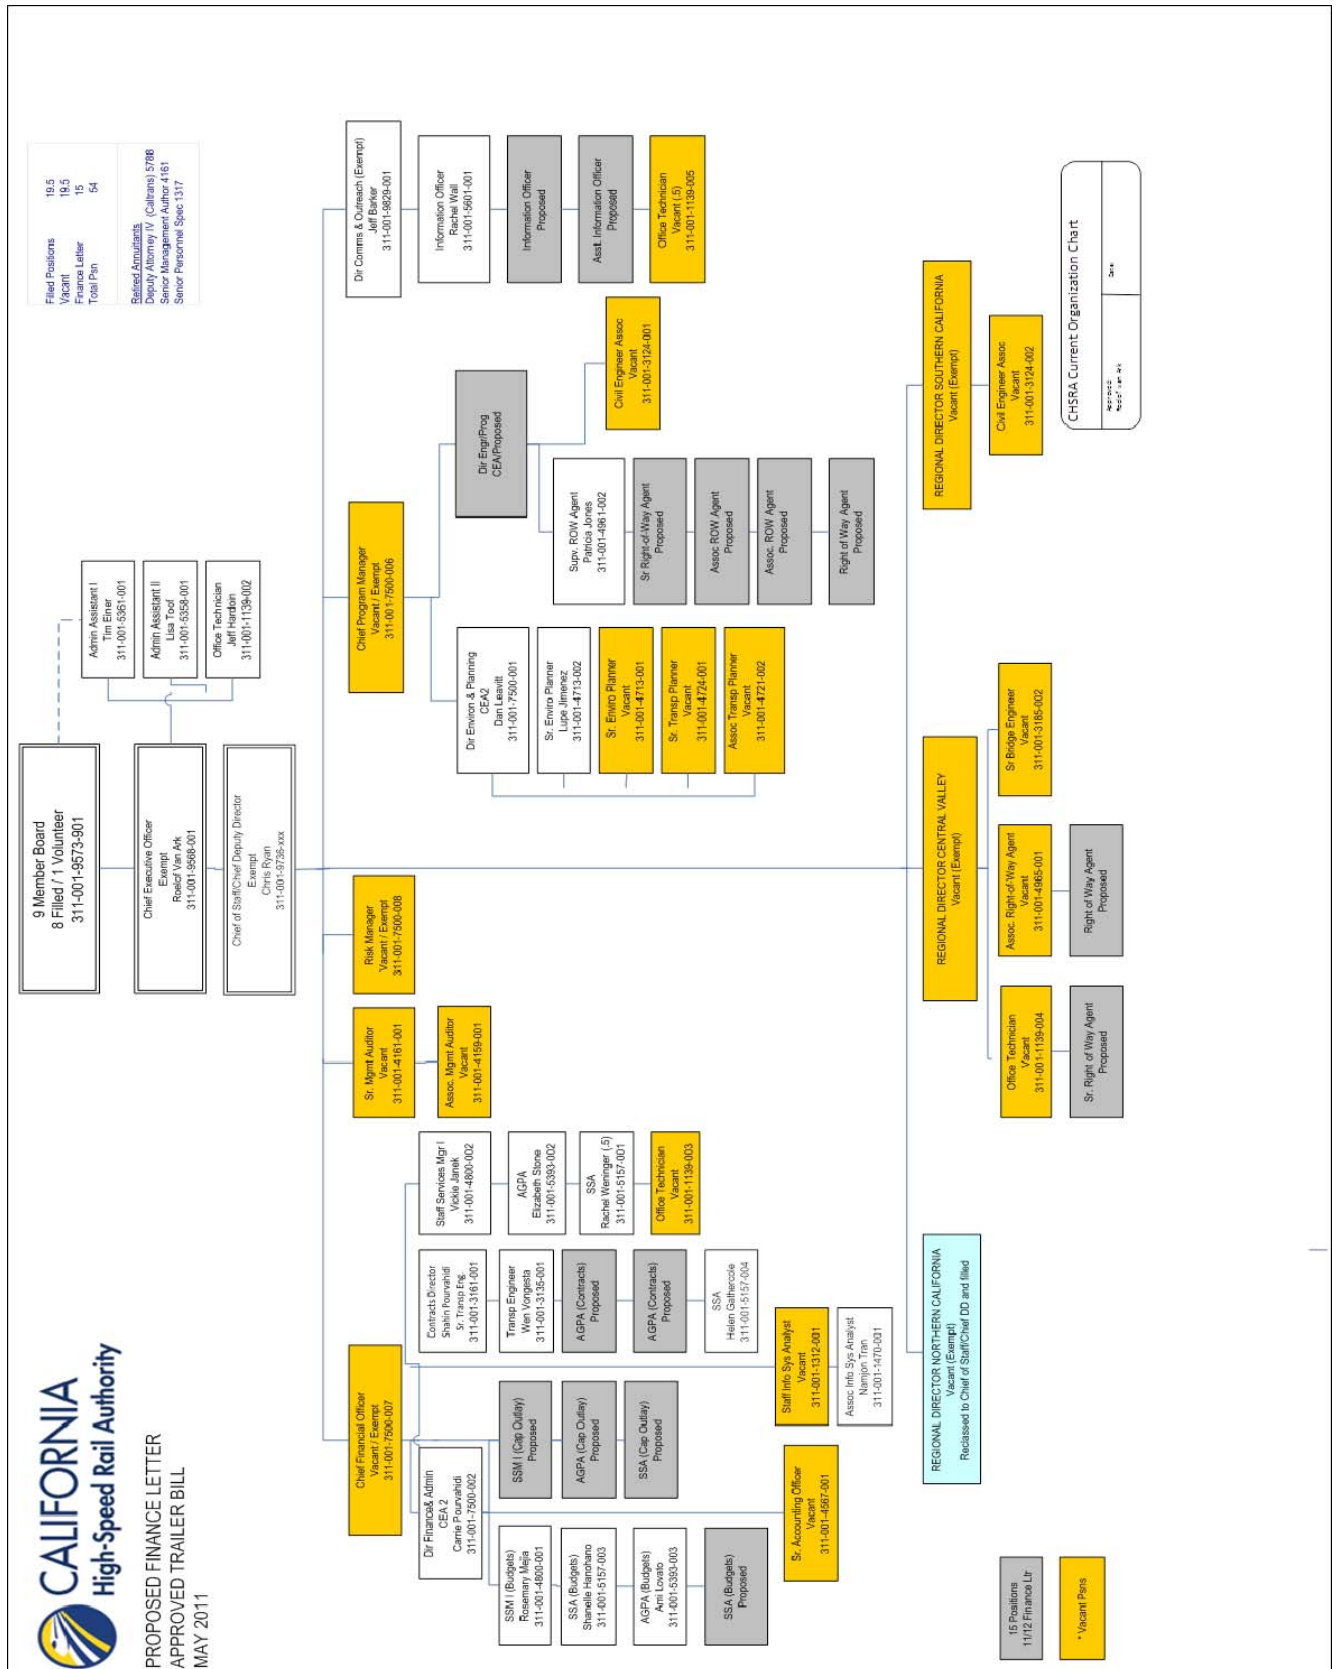 CALIFORNIA
High-Speed Rail Authority
PROPOSED FINANCE LETTER
APPROVED TRAILER BILL
MAY 2011
9 Member Board
8 Filled / 1 Volunteer
311-001-9573-901
Filled Positions 19.5
Vacant 19.5
Finance Letter 15
Total Psn 54
Retired Annuitants
Deputy Attorney IV (Caltrans) 5786
Senior Management Author 4161
Senior Personnel Spec 1317
Admin Assistant I
Tim Einer
311-001-5361-001
Chief Executive Officer
Exempt
Roelof Van Ark
311-001-9568-001
Admin Assistant II
Lisa Toof
311-001-5358-001
Office Technician
Jeff Hardoin
311-001-1139-002
Chief of Staff/Chief Deputy Director
Exempt
Chris Ryan
311-001-9736-xxx
Chief Financial Officer
Vacant / Exempt
311-001-7500-007
Sr. Mgmt Auditor
Vacant
311-001-4161-001
Risk Manager
Vacant / Exempt
311-001-7500-008
Chief Program Manager
Vacant / Exempt
311-001-7500-006
Dir Comms & Outreach (Exempt)
Jeff Barker
311-001-9829-001
Dir Finance& Admin
CEA 2
Carrie Pourvahidi
311-001-7500-002
Contracts Director
Shahin Pourvahidi
Sr. Transp Eng.
311-001-3161-001
Staff Services Mgr I
Vickie Janek
311-001-4800-002
Assoc. Mgmt Auditor
Vacant
311-001-4159-001
Dir Environ & Planning
CEA2
Dan Leavitt
311-001-7500-001
Dir Engr/Prog
CEA/Proposed
Information Officer
Rachel Wall
311-001-5601-001
SSM I (Budgets)
Rosemary Mejia
311-001-4800-001
SSM I (Cap Outlay)
Proposed
Transp Engineer
Wen Vongesta
311-001-3135-001
AGPA
Elizabeth Stone
311-001-5393-002
Sr. Enviro Planner
Lupe Jimenez
311-001-4713-002
Supv. ROW Agent
Patricia Jones
311-001-4961-002
Information Officer
Proposed
SSA (Budgets)
Shanelle Hanohano
311-001-5157-003
AGPA (Cap Outlay)
Proposed
AGPA (Contracts)
Proposed
SSA
Rachel Weninger (.5)
311-001-5157-001
Sr. Enviro Planner
Vacant
311-001-4713-001
Sr Right-of-Way Agent
Proposed
Civil Engineer Assoc
Vacant
311-001-3124-001
Asst. Information Officer
Proposed
AGPA (Budgets)
Ami Lovato
311-001-5393-003
SSA (Cap Outlay)
Proposed
AGPA (Contracts)
Proposed
Office Technician
Vacant
311-001-1139-003
Sr. Transp Planner
Vacant
311-001-4724-001
Assoc ROW Agent
Proposed
Office Technician
Vacant (.5)
311-001-1139-005
SSA (Budgets)
Proposed
SSA
Helen Gathercole
311-001-5157-004
Assoc Transp Planner
Vacant
311-001-4721-002
Assoc. ROW Agent
Proposed
Right of Way Agent
Proposed
Sr. Accounting Officer
Vacant
311-001-4567-001
Staff Info Sys Analyst
Vacant
311-001-1312-001
Assoc Info Sys Analyst
Namjon Tran
311-001-1470-001
REGIONAL DIRECTOR NORTHERN CALIFORNIA
Vacant (Exempt)
Reclassed to Chief of Staff/Chief DD and filled
REGIONAL DIRECTOR CENTRAL VALLEY
Vacant (Exempt)
REGIONAL DIRECTOR SOUTHERN CALIFORNIA
Vacant (Exempt)
Office Technician
Vacant
311-001-1139-004
Assoc. Right-of-Way Agent
Vacant
311-001-4965-001
Sr Bridge Engineer
Vacant
311-001-3185-002
Civil Engineer Assoc
Vacant
311-001-3124-002
Sr. Right of Way Agent
Proposed
Right of Way Agent
Proposed
15 Positions
11/12 Finance Ltr
* Vacant Psns
CHSRA Current Organization Chart
Approved:
Roelof van Ark
Date: